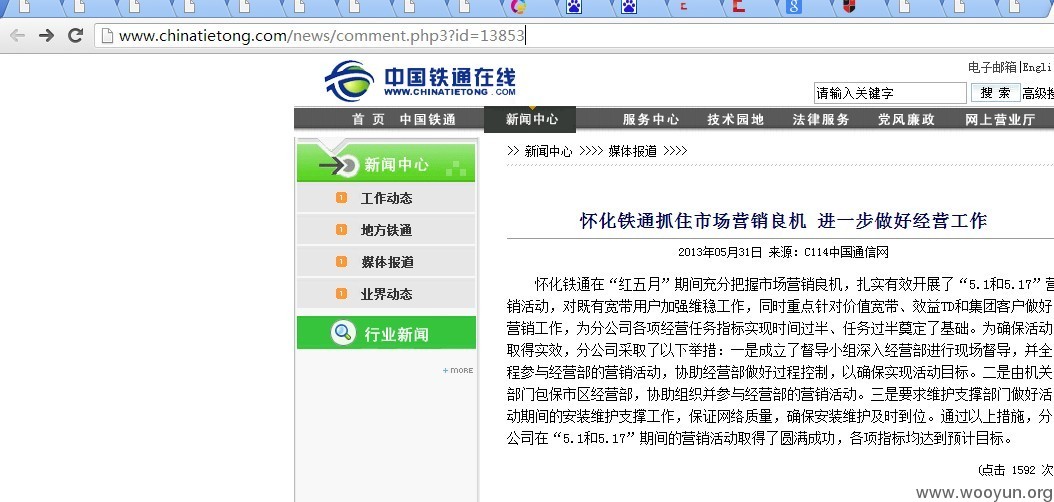 www.chinatietong.com/news/comment.php3?id=13853
电子邮箱|Engli
中国铁通在线
WWW.CHINATIETONG.COM
请输入关键字 搜 索 高级搜
首 页 中国铁通 新闻中心 服务中心 技术园地 法律服务 党风廉政 网上营业厅
>> 新闻中心 >>>> 媒体报道 >>>>
新闻中心
1 工作动态
1 地方铁通
1 媒体报道
1 业界动态
行业新闻
+ MORE
怀化铁通抓住市场营销良机 进一步做好经营工作
2013年05月31日 来源：C114中国通信网
怀化铁通在“红五月”期间充分把握市场营销良机，扎实有效开展了“5.1和5.17”营
销活动，对既有宽带用户加强维稳工作，同时重点针对价值宽带、效益TD和集团客户做好
营销工作，为分公司各项经营任务指标实现时间过半、任务过半奠定了基础。为确保活动
取得实效，分公司采取了以下举措：一是成立了督导小组深入经营部进行现场督导，并全
程参与经营部的营销活动，协助经营部做好过程控制，以确保实现活动目标。二是由机关
部门包保市区经营部，协助组织并参与经营部的营销活动。三是要求维护支撑部门做好活
动期间的安装维护支撑工作，保证网络质量，确保安装维护及时到位。通过以上措施，分
公司在“5.1和5.17”期间的营销活动取得了圆满成功，各项指标均达到预计目标。
(点击 1592 次
www.wooyun.org